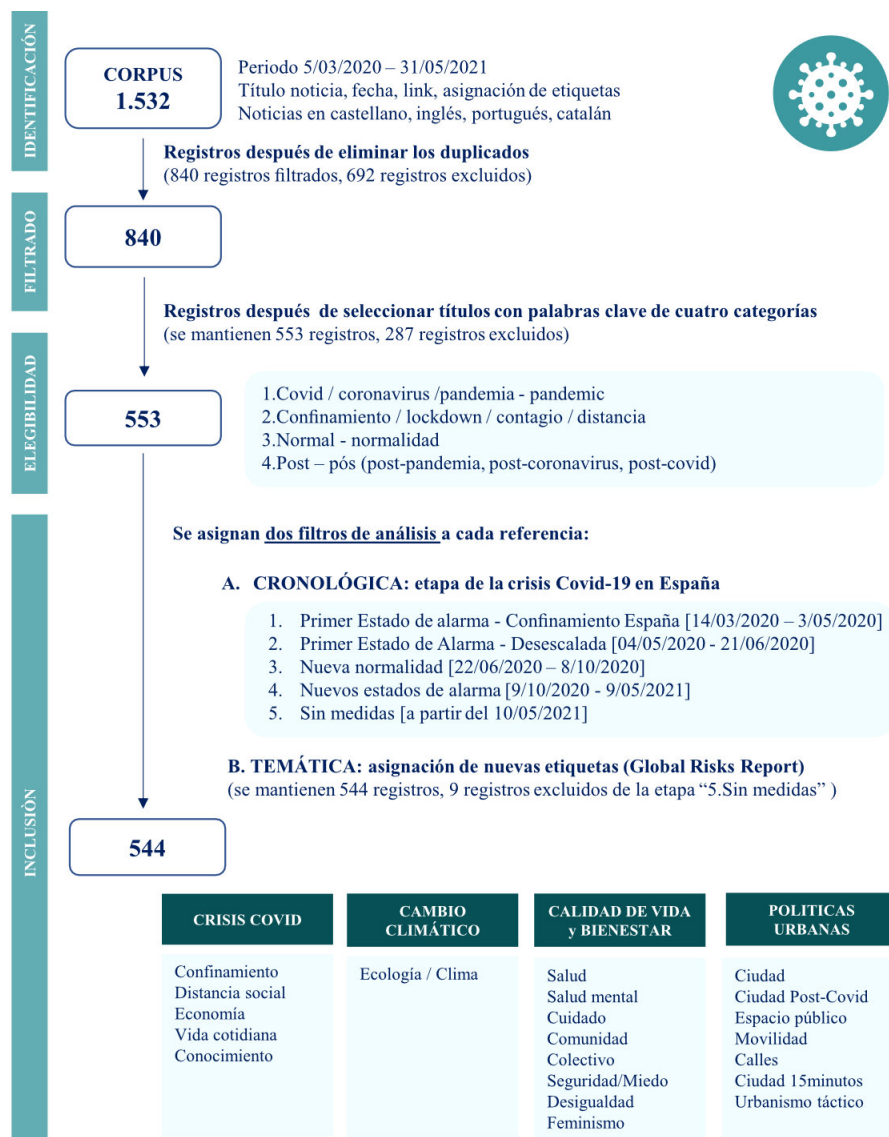 IDENTIFICACIÓN
CORPUS
1.532
Periodo 5/03/2020 – 31/05/2021
Título noticia, fecha, link, asignación de etiquetas
Noticias en castellano, inglés, portugués, catalán
Registros después de eliminar los duplicados
(840 registros filtrados, 692 registros excluidos)
FILTRADO
840
Registros después de seleccionar títulos con palabras clave de cuatro categorías
(se mantienen 553 registros, 287 registros excluidos)
ELEGIBILIDAD
553
1.Covid / coronavirus /pandemia - pandemic
2.Confinamiento / lockdown / contagio / distancia
3.Normal - normalidad
4.Post – pós (post-pandemia, post-coronavirus, post-covid)
INCLUSIÒN
Se asignan dos filtros de análisis a cada referencia:
A. CRONOLÓGICA: etapa de la crisis Covid-19 en España
1. Primer Estado de alarma - Confinamiento España [14/03/2020 – 3/05/2020]
2. Primer Estado de Alarma - Desescalada [04/05/2020 - 21/06/2020]
3. Nueva normalidad [22/06/2020 – 8/10/2020]
4. Nuevos estados de alarma [9/10/2020 - 9/05/2021]
5. Sin medidas [a partir del 10/05/2021]
B. TEMÁTICA: asignación de nuevas etiquetas (Global Risks Report)
(se mantienen 544 registros, 9 registros excluidos de la etapa “5.Sin medidas” )
544
CRISIS COVID
Confinamiento
Distancia social
Economía
Vida cotidiana
Conocimiento
CAMBIO
CLIMÁTICO
Ecología / Clima
CALIDAD DE VIDA
y BIENESTAR
Salud
Salud mental
Cuidado
Comunidad
Colectivo
Seguridad/Miedo
Desigualdad
Feminismo
POLITICAS
URBANAS
Ciudad
Ciudad Post-Covid
Espacio público
Movilidad
Calles
Ciudad 15minutos
Urbanismo táctico